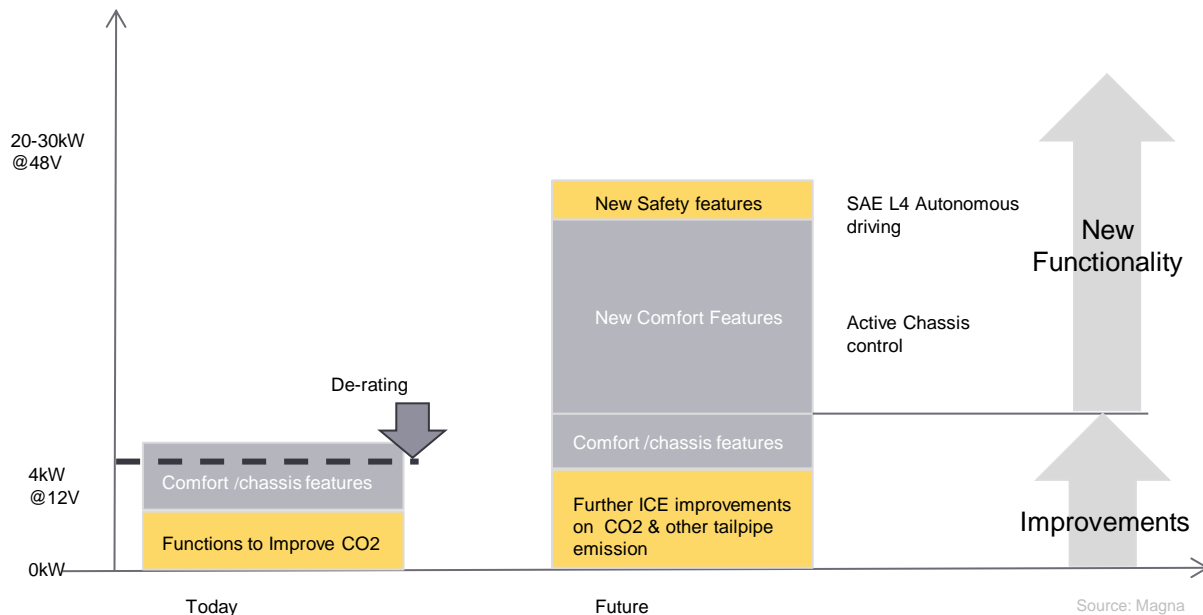 20-30kW
@48V
New Safety features
SAE L4 Autonomous
driving
New
Functionality
New Comfort Features
Active Chassis
control
De-rating
Comfort /chassis features
4kW
@12V
Comfort /chassis features
Further ICE improvements
on CO2 & other tailpipe
emission
Improvements
Functions to Improve CO2
0kW
Today
Future
Source: Magna